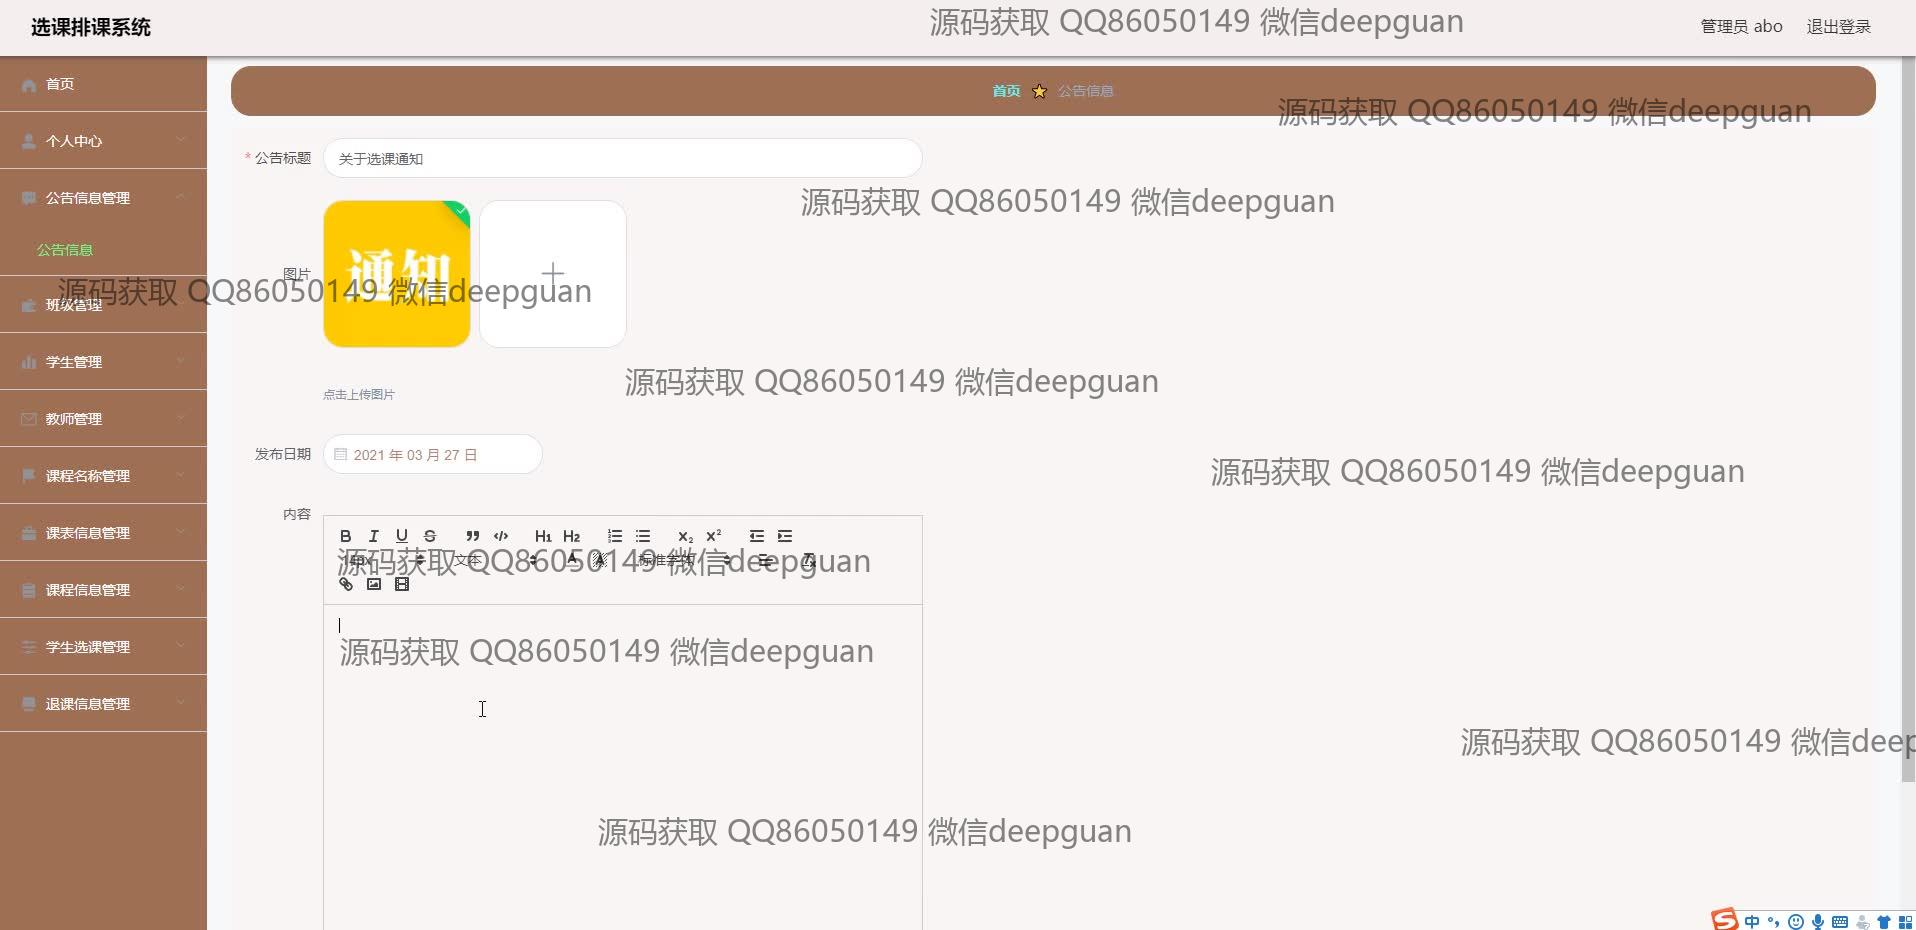 选课排课系统
源码获取 QQ86050149 微信deepguan
管理员 abo
退出登录
首页
个人中心
公告信息管理
公告信息
班级管理
学生管理
教师管理
课程名称管理
课表信息管理
课程信息管理
学生选课管理
退课信息管理
首页 公告信息
源码获取 QQ86050149 微信deepguan
* 公告标题 关于选课通知
源码获取 QQ86050149 微信deepguan
图片 通知
源码获取 QQ86050149 微信deepguan
源码获取 QQ86050149 微信deepguan
点击上传图片
发布日期 2021 年 03 月 27 日
源码获取 QQ86050149 微信deepguan
内容
B I U S H1 H2 X2 X2
14px 文本 A A 标准字体
源码获取 QQ86050149 微信deepguan
源码获取 QQ86050149 微信deepguan
源码获取 QQ86050149 微信deep
源码获取 QQ86050149 微信deepguan
S 中